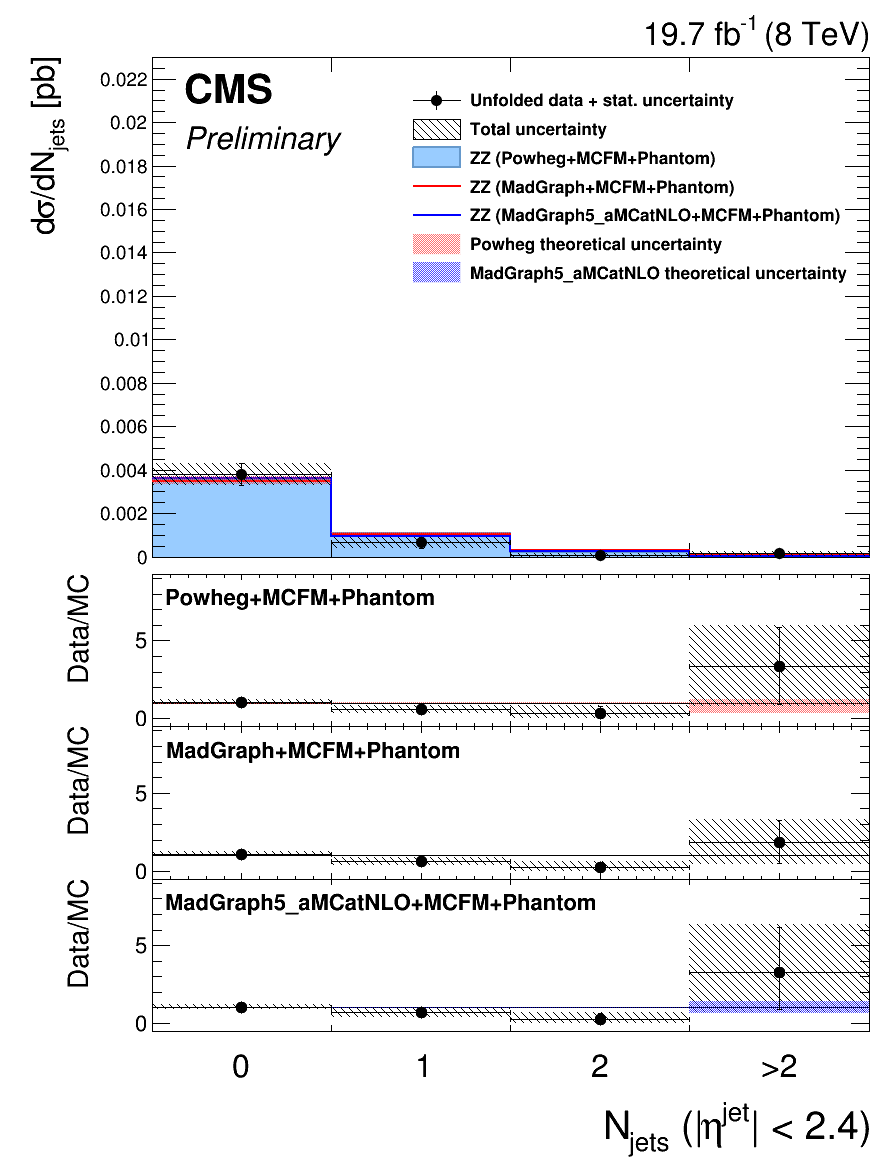 19.7 fb⁻¹ (8 TeV)
dσ/dN_jets [pb]
CMS
Preliminary
Unfolded data + stat. uncertainty
Total uncertainty
ZZ (Powheg+MCFM+Phantom)
ZZ (MadGraph+MCFM+Phantom)
ZZ (MadGraph5_aMCatNLO+MCFM+Phantom)
Powheg theoretical uncertainty
MadGraph5_aMCatNLO theoretical uncertainty
0.022
0.02
0.018
0.016
0.014
0.012
0.01
0.008
0.006
0.004
0.002
0
Data/MC
Powheg+MCFM+Phantom
5
0
Data/MC
MadGraph+MCFM+Phantom
5
0
Data/MC
MadGraph5_aMCatNLO+MCFM+Phantom
5
0
0 1 2 >2
N_jets (|η^jet| < 2.4)